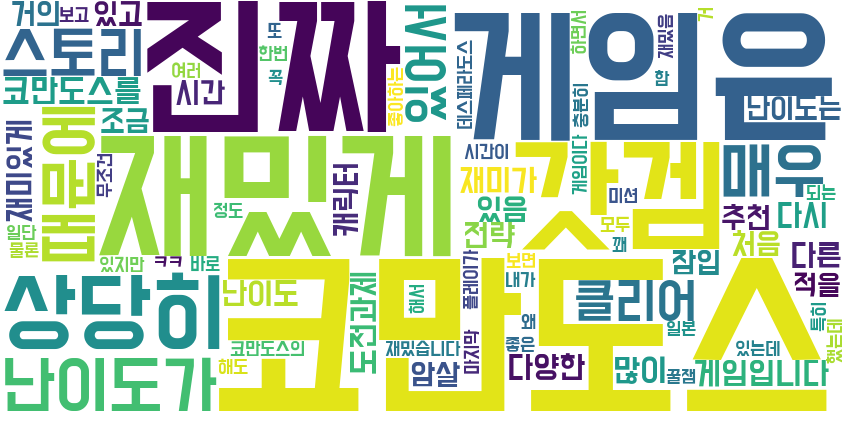 거의
보고
있고
진짜
또
한번
꼭
여러
시간
스토리
코만도스를
조금
좋아하는
있었
데스페라도스
게임은
재밌음
하면서
충분히
함
거
난이도는
때문에
재미있게
무조건
재밌게
캐릭터
정도
시간이
재미가
있음
전략
갓겜
게임이다
미션
모두
꽤
매우
추천
다시
되는
처음
일단
물론
있지만
ㅋㅋ
바로
상당히
난이도
코만도스
도전과제
해서
플레이가
보면
내가
왜
좋은
잠입
다른
적을
클리어
일본
특히
했는데
난이도가
코만도스의
해도
재밌습니다
암살
마지막
다양한
많이
꿀잼
있는데
게임입니다